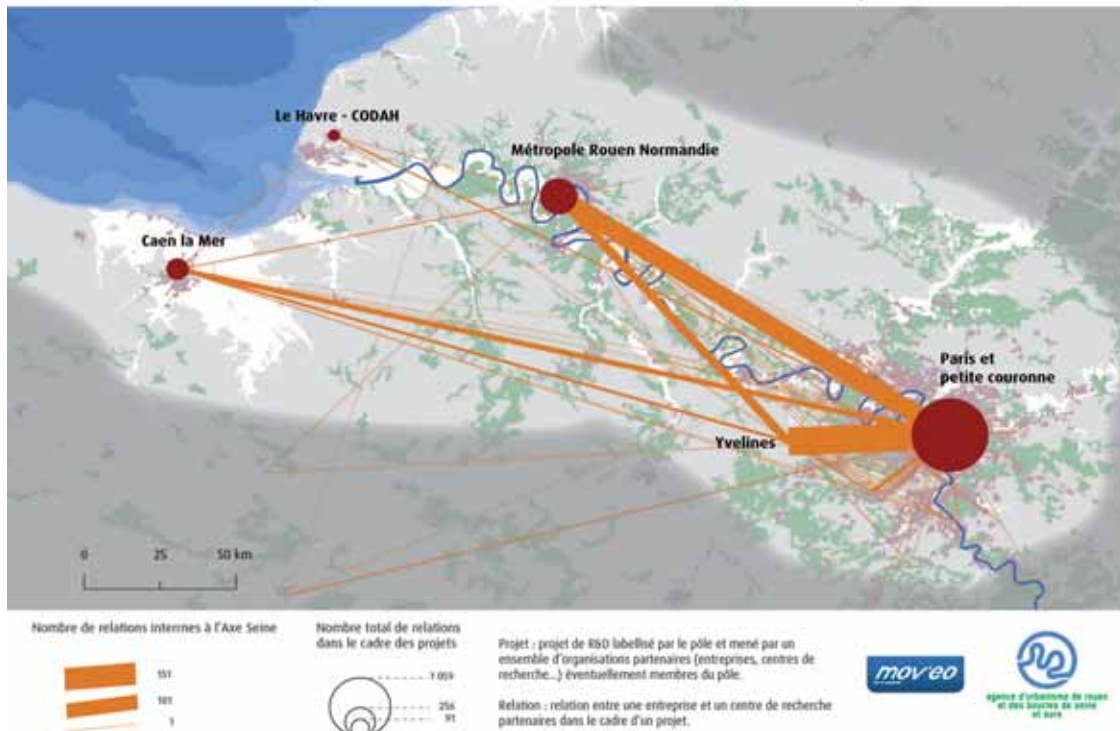 Le Havre - CODAH
Métropole Rouen Normandie
Caen la Mer
Paris et
petite couronne
Yvelines
0 25 50 km
Nombre de relations internes à l'Axe Seine
151
101
1
Nombre total de relations
dans le cadre des projets
1 059
256
91
Projet : projet de R&D labellisé par le pôle et mené par un
ensemble d'organisations partenaires (entreprises, centres de
recherche...) éventuellement membres du pôle.
Relation : relation entre une entreprise et un centre de recherche
partenaires dans le cadre d'un projet.
mov'eo
agence d'urbanisme de rouen
et des boucles de seine
et eure